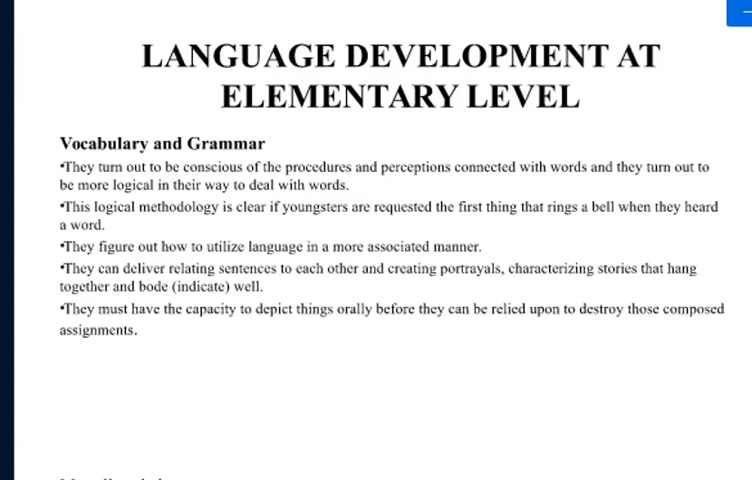 LANGUAGE DEVELOPMENT AT
ELEMENTARY LEVEL
Vocabulary and Grammar
•They turn out to be conscious of the procedures and perceptions connected with words and they turn out to
be more logical in their way to deal with words.
•This logical methodology is clear if youngsters are requested the first thing that rings a bell when they heard
a word.
•They figure out how to utilize language in a more associated manner.
•They can deliver relating sentences to each other and creating portrayals, characterizing stories that hang
together and bode (indicate) well.
•They must have the capacity to depict things orally before they can be relied upon to destroy those composed
assignments.